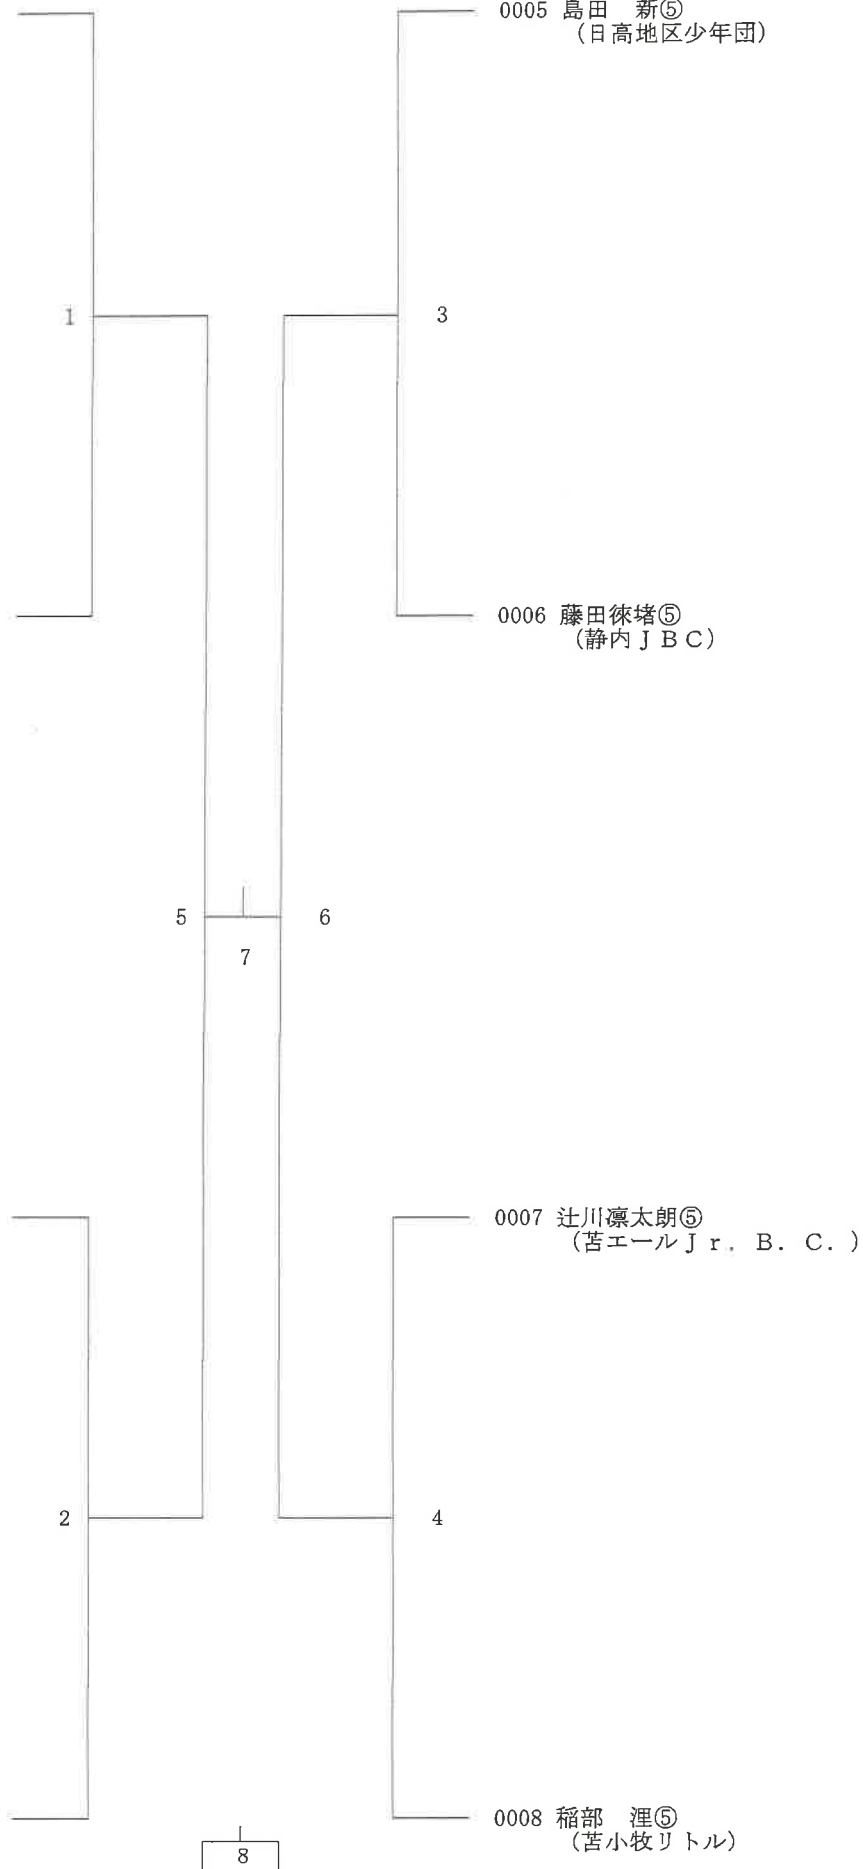 0005 島田　新⑤
（日高地区少年団）
1
3
0006 藤田徠堵⑤
（静内ＪＢＣ）
5
6
7
0007 辻川凛太朗⑤
（苫エールＪｒ．Ｂ．Ｃ．）
2
4
0008 稲部　浬⑤
（苫小牧リトル）
8